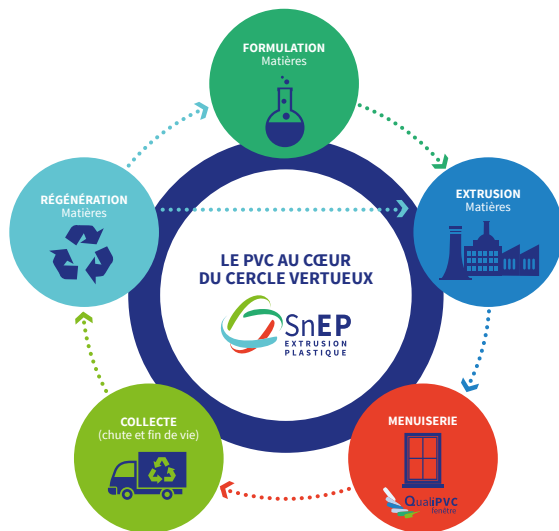 FORMULATION
Matières
RÉGÉNÉRATION
Matières
EXTRUSION
Matières
LE PVC AU CŒUR
DU CERCLE VERTUEUX
SnEP
EXTRUSION
PLASTIQUE
COLLECTE
(chute et fin de vie)
MENUISERIE
QualiPVC
fenêtre